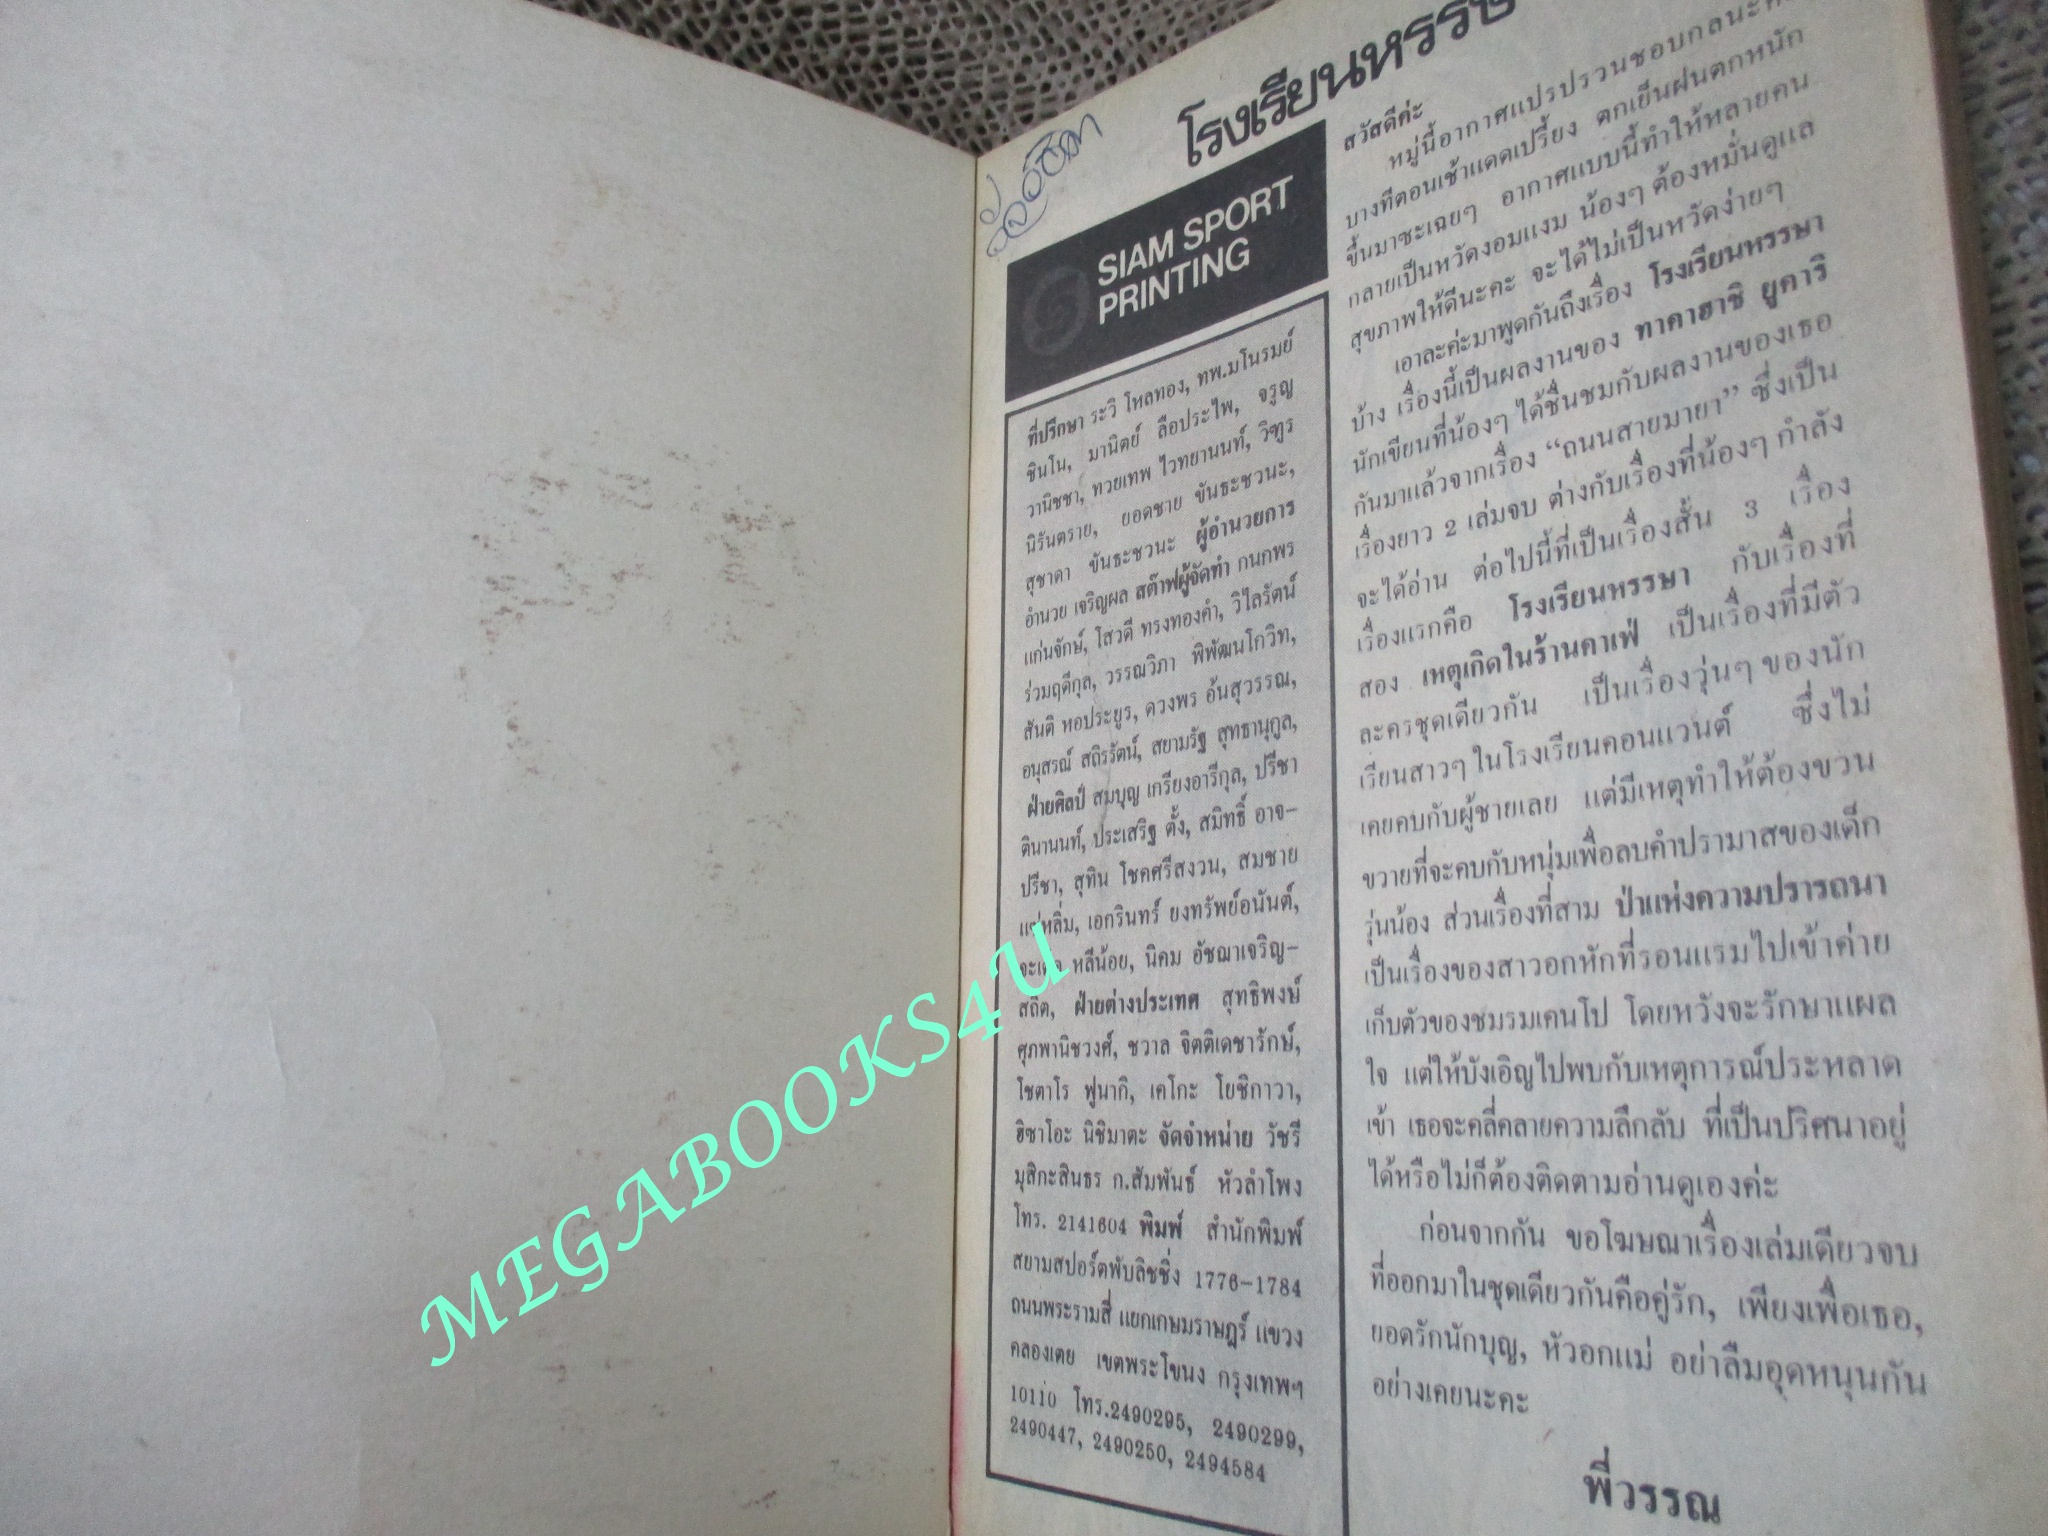 โรงเรียนหรรษ
SIAM SPORT
PRINTING
ที่ปรึกษา ระวิ โหลทอง, ทพ.มโนรมย์
ชินโน, มานิตย์ ลือประไพ, จรูญ
วานิชชา, ทวยเทพ ไวทยานนท์, วิฑูร
นิรันตราย, ยอดชาย ขันธะชวนะ,
สุชาดา ขันธะชวนะ ผู้อำนวยการ
อำนวย เจริญผล สต๊าฟผู้จัดทำ กนกพร
แก่นจักษ์, โสวดี ทรงทองคำ, วิไลรัตน์
ร่วมฤดีกุล, วรรณวิภา พิพัฒนโกวิท,
สันติ หอประยูร, ดวงพร อ้นสุวรรณ,
อนุสรณ์ สถิรรัตน์, สยามรัฐ สุทธานุกูล,
ฝ่ายศิลป์ สมบุญ เกรียงอารีกุล, ปรีชา
ตินานนท์, ประเสริฐ ตั้ง, สมิทธิ์ อาจ-
ปรีชา, สุทิน โชคศรีสงวน, สมชาย
แซ่หลิ่ม, เอกรินทร์ ยงทรัพย์อนันต์,
หลีน้อย, นิคม อัชฌาเจริญ-
สถิต, ฝ่ายต่างประเทศ สุทธิพงษ์
ศุภพานิชวงศ์, ชวาล จิตติเดชารักษ์,
โชตาโร ฟูนากิ, เคโกะ โยชิกาวา,
ฮิซาโอะ นิชิมาตะ จัดจำหน่าย วัชรี
มุสิกะสินธร ก.สัมพันธ์ หัวลำโพง
โทร. 2141604 พิมพ์ สำนักพิมพ์
สยามสปอร์ตพับลิชชิ่ง 1776-1784
ถนนพระรามสี่ แยกเกษมราษฎร์ แขวง
คลองเตย เขตพระโขนง กรุงเทพฯ
10110 โทร.2490295, 2490299,
2490447, 2490250, 2494584
สวัสดีค่ะ
หมู่นี้อากาศแปรปรวนชอบกลนะ
บางทีตอนเช้าแดดเปรี้ยง ตกเย็นฝนตกหนัก
ขึ้นมาซะเฉยๆ อากาศแบบนี้ทำให้หลายคน
กลายเป็นหวัดงอมแงม น้องๆ ต้องหมั่นดูแล
สุขภาพให้ดีนะคะ จะได้ไม่เป็นหวัดง่ายๆ
เอาละค่ะมาพูดกันถึงเรื่อง โรงเรียนหรรษา
บ้าง เรื่องนี้เป็นผลงานของ ทาคาฮาชิ ยูคาริ
นักเขียนที่น้องๆ ได้ชื่นชมกับผลงานของเธอ
กันมาแล้วจากเรื่อง “ถนนสายมายา” ซึ่งเป็น
เรื่องยาว 2 เล่มจบ ต่างกับเรื่องที่น้องๆ กำลัง
จะได้อ่าน ต่อไปนี้ที่เป็นเรื่องสั้น 3 เรื่อง
เรื่องแรกคือ โรงเรียนหรรษา กับเรื่องที่
สอง เหตุเกิดในร้านคาเฟ่ เป็นเรื่องที่มีตัว
ละครชุดเดียวกัน เป็นเรื่องวุ่นๆ ของนัก
เรียนสาวๆ ในโรงเรียนคอนแวนต์ ซึ่งไม่
เคยคบกับผู้ชายเลย แต่มีเหตุทำให้ต้องขวน
ขวายที่จะคบกับหนุ่มเพื่อลบคำปรามาสของเด็ก
รุ่นน้อง ส่วนเรื่องที่สาม ป่าแห่งความปรารถนา
เป็นเรื่องของสาวอกหักที่รอนแรมไปเข้าค่าย
เก็บตัวของชมรมเคนโป โดยหวังจะรักษาแผล
ใจ แต่ให้บังเอิญไปพบกับเหตุการณ์ประหลาด
เข้า เธอจะคลี่คลายความลึกลับ ที่เป็นปริศนาอยู่
ได้หรือไม่ก็ต้องติดตามอ่านดูเองค่ะ
ก่อนจากกัน ขอโฆษณาเรื่องเล่มเดียวจบ
ที่ออกมาในชุดเดียวกันคือคู่รัก, เพียงเพื่อเธอ,
ยอดรักนักบุญ, หัวอกแม่ อย่าลืมอุดหนุนกัน
อย่างเคยนะคะ
พี่วรรณ
MEGABOOKS4U